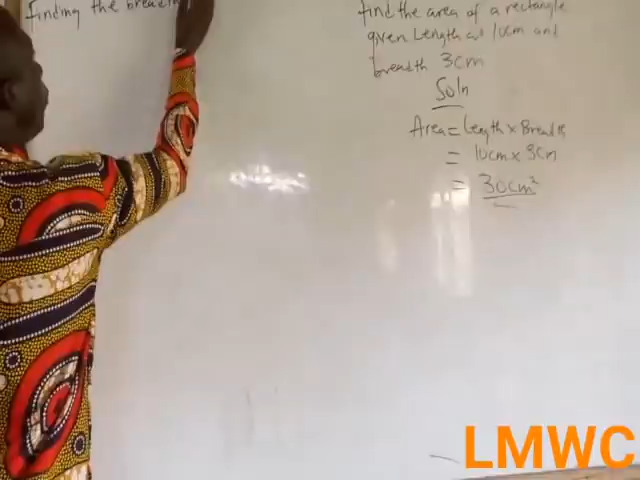 Finding the breadth
find the area of a rectangle
given Length as 10cm and
breadth 3cm
Soln
Area = Length x Breadth
= 10cm x 3cm
= 30cm²
LMWC